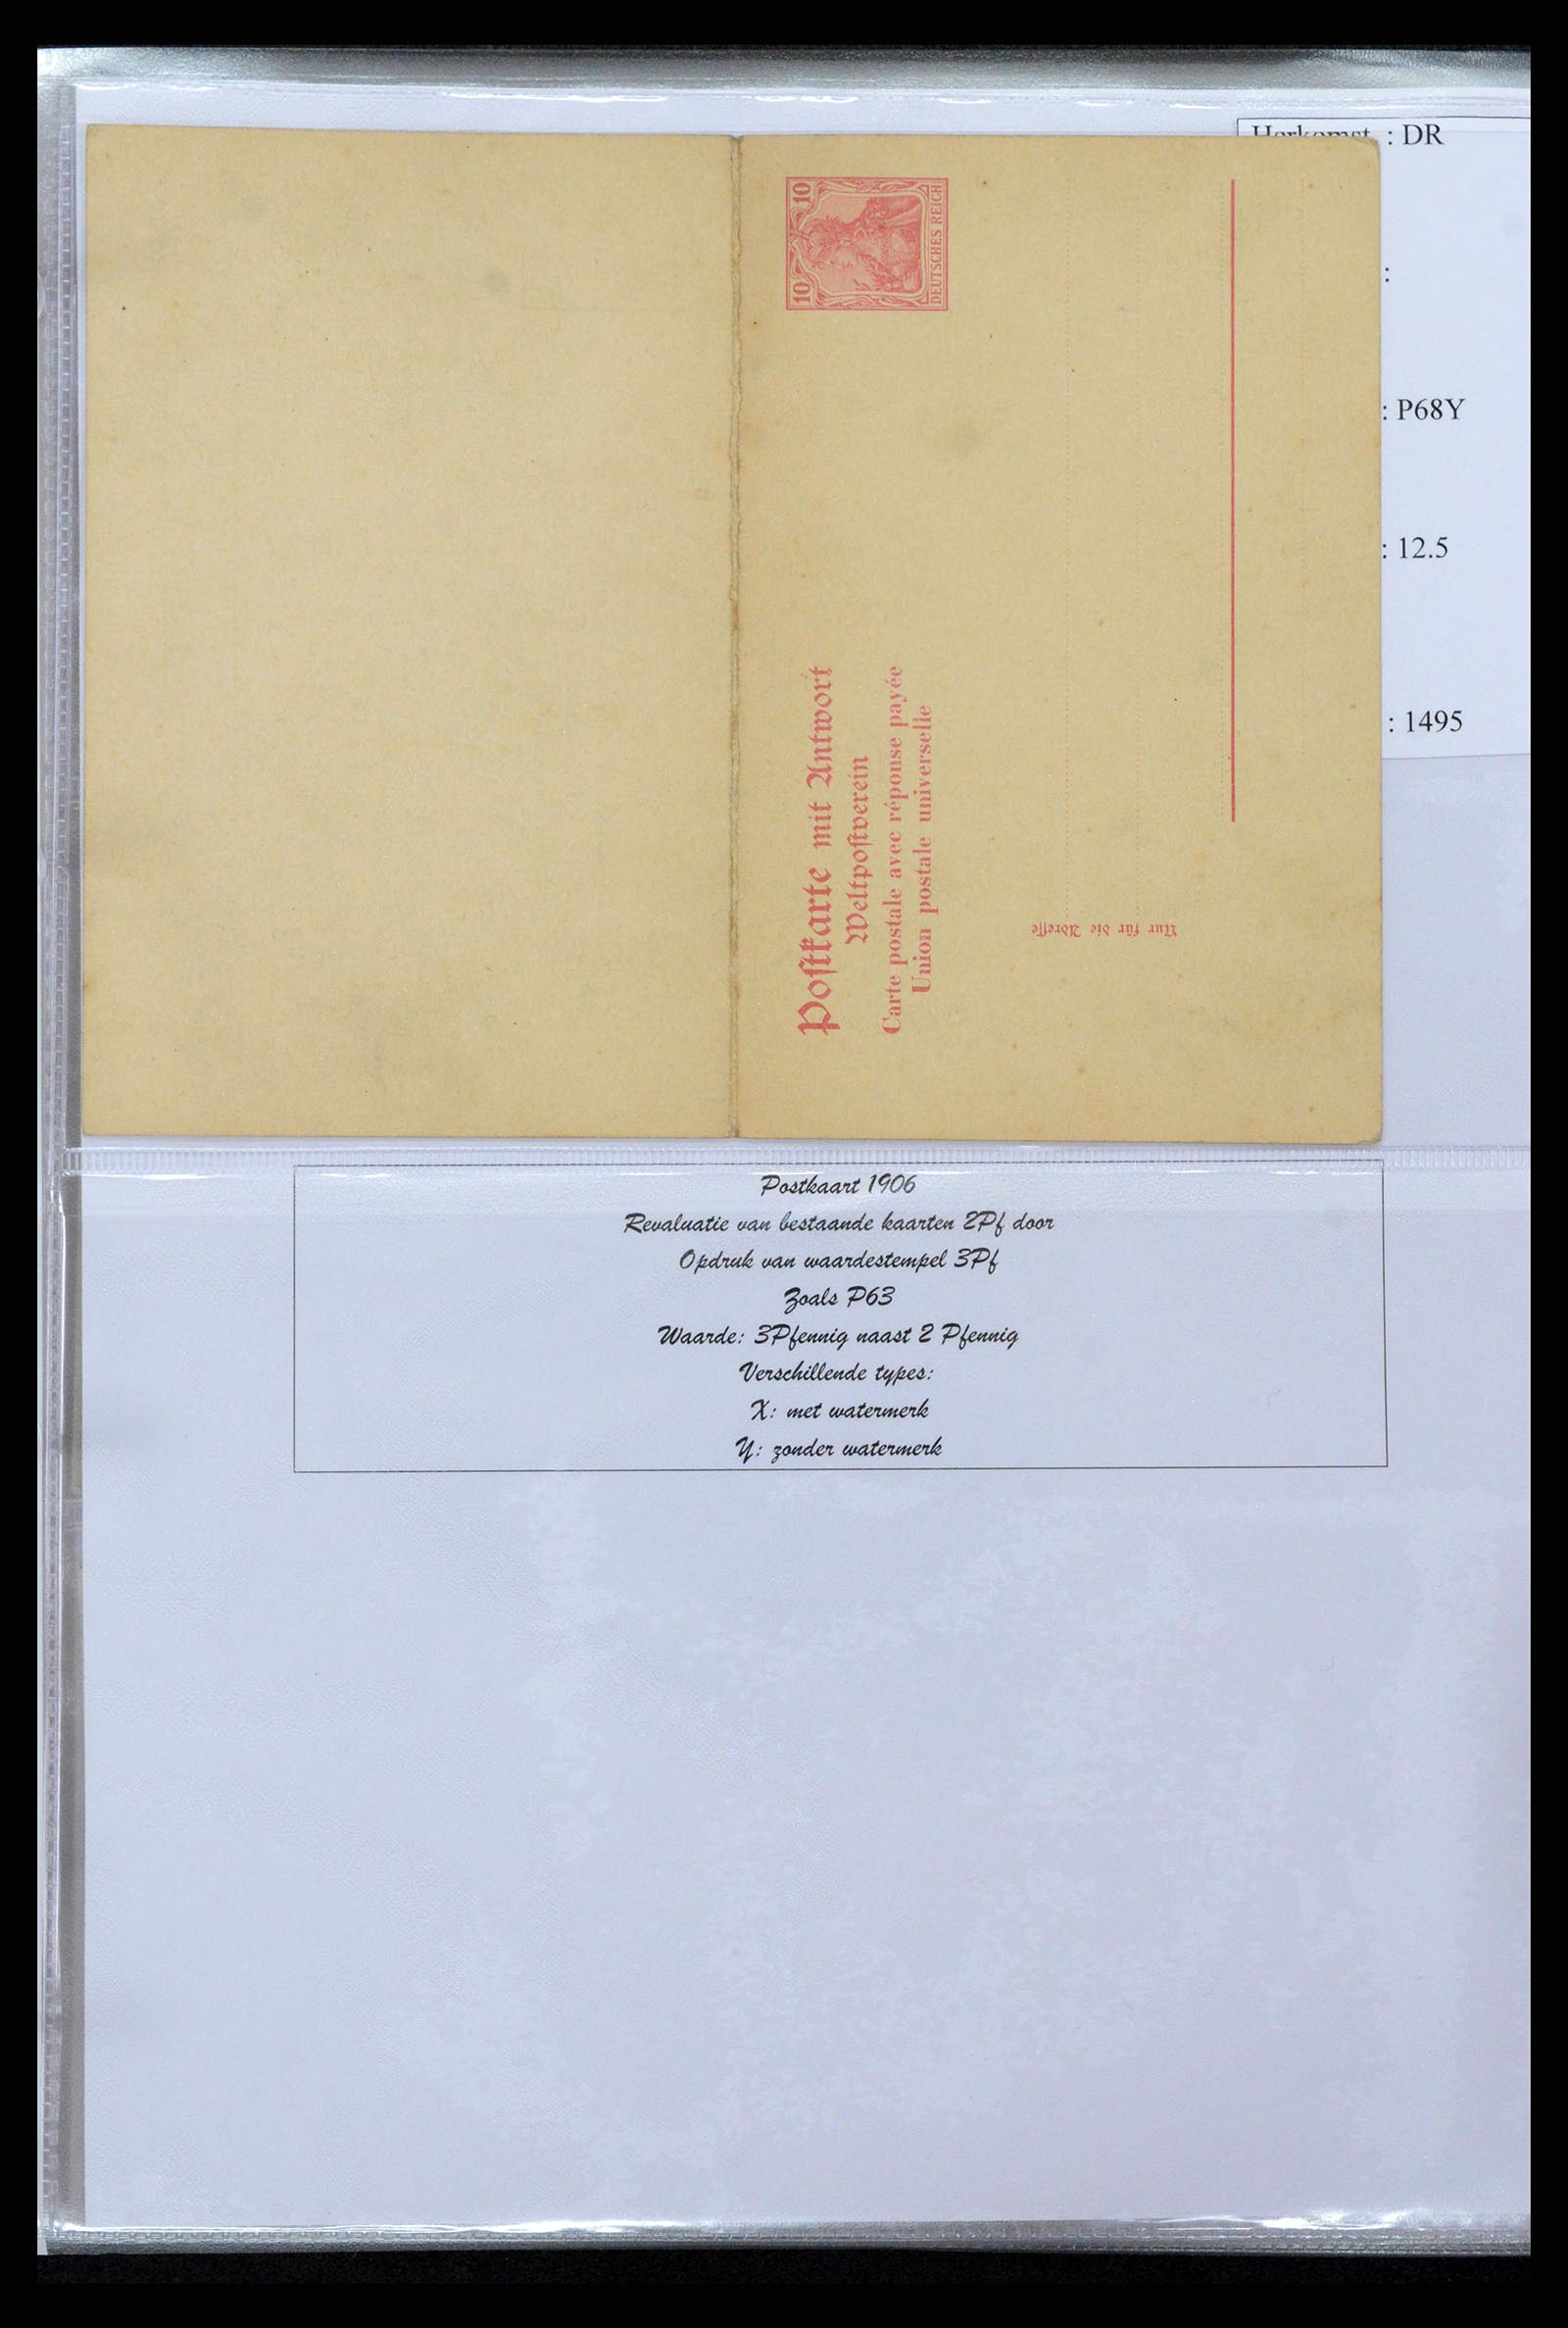 Herkomst : DR
:
: P68Y
: 12.5
: 1495
10 10
DEUTSCHES REICH
Postkarte mit Antwort
Weltpostverein
Carte postale avec réponse payée
Union postale universelle
Nur für die Adresse
Postkaart 1906
Revaluatie van bestaande kaarten 2Pf door
Opdruk van waardestempel 3Pf
Zoals P63
Waarde: 3Pfennig naast 2 Pfennig
Verschillende types:
X: met watermerk
Y: zonder watermerk